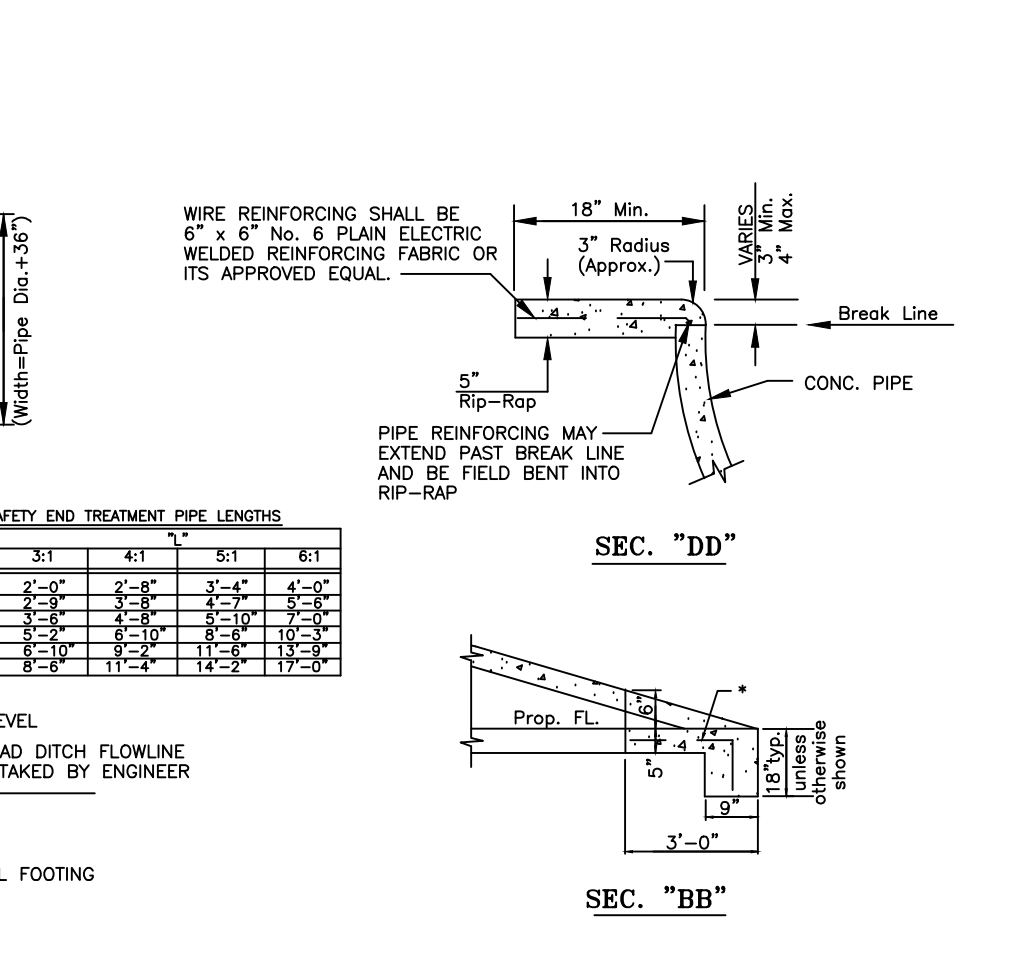 (Width=Pipe Dia.+36")
WIRE REINFORCING SHALL BE
6" x 6" No. 6 PLAIN ELECTRIC
WELDED REINFORCING FABRIC OR
ITS APPROVED EQUAL.
18" Min.
3" Radius
(Approx.)
VARIES
3" Min.
4" Max.
Break Line
CONC. PIPE
5"
Rip-Rap
PIPE REINFORCING MAY
EXTEND PAST BREAK LINE
AND BE FIELD BENT INTO
RIP-RAP
SEC. "DD"
AFETY END TREATMENT PIPE LENGTHS
"L"
3:1 4:1 5:1 6:1
2'-0" 2'-8" 3'-4" 4'-0"
2'-9" 3'-8" 4'-7" 5'-6"
3'-6" 4'-8" 5'-10" 7'-0"
5'-2" 6'-10" 8'-6" 10'-3"
6'-10" 9'-2" 11'-6" 13'-9"
8'-6" 11'-4" 14'-2" 17'-0"
EVEL
AD DITCH FLOWLINE
TAKED BY ENGINEER
L FOOTING
*
Prop. FL.
6"
5"
18" typ.
unless
otherwise
shown
9"
3'-0"
SEC. "BB"